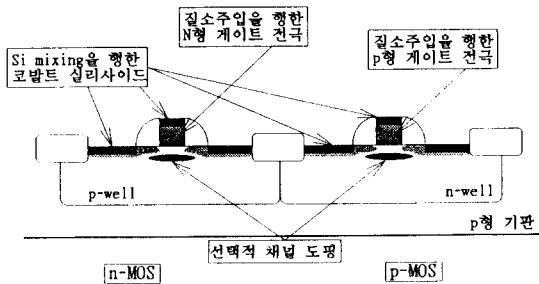 질소주입을 행한
N형 게이트 전극
질소주입을 행한
p형 게이트 전극
Si mixing을 행한
코발트 실리사이드
p-well
n-well
p형 기판
선택적 채널 도핑
n-MOS
p-MOS